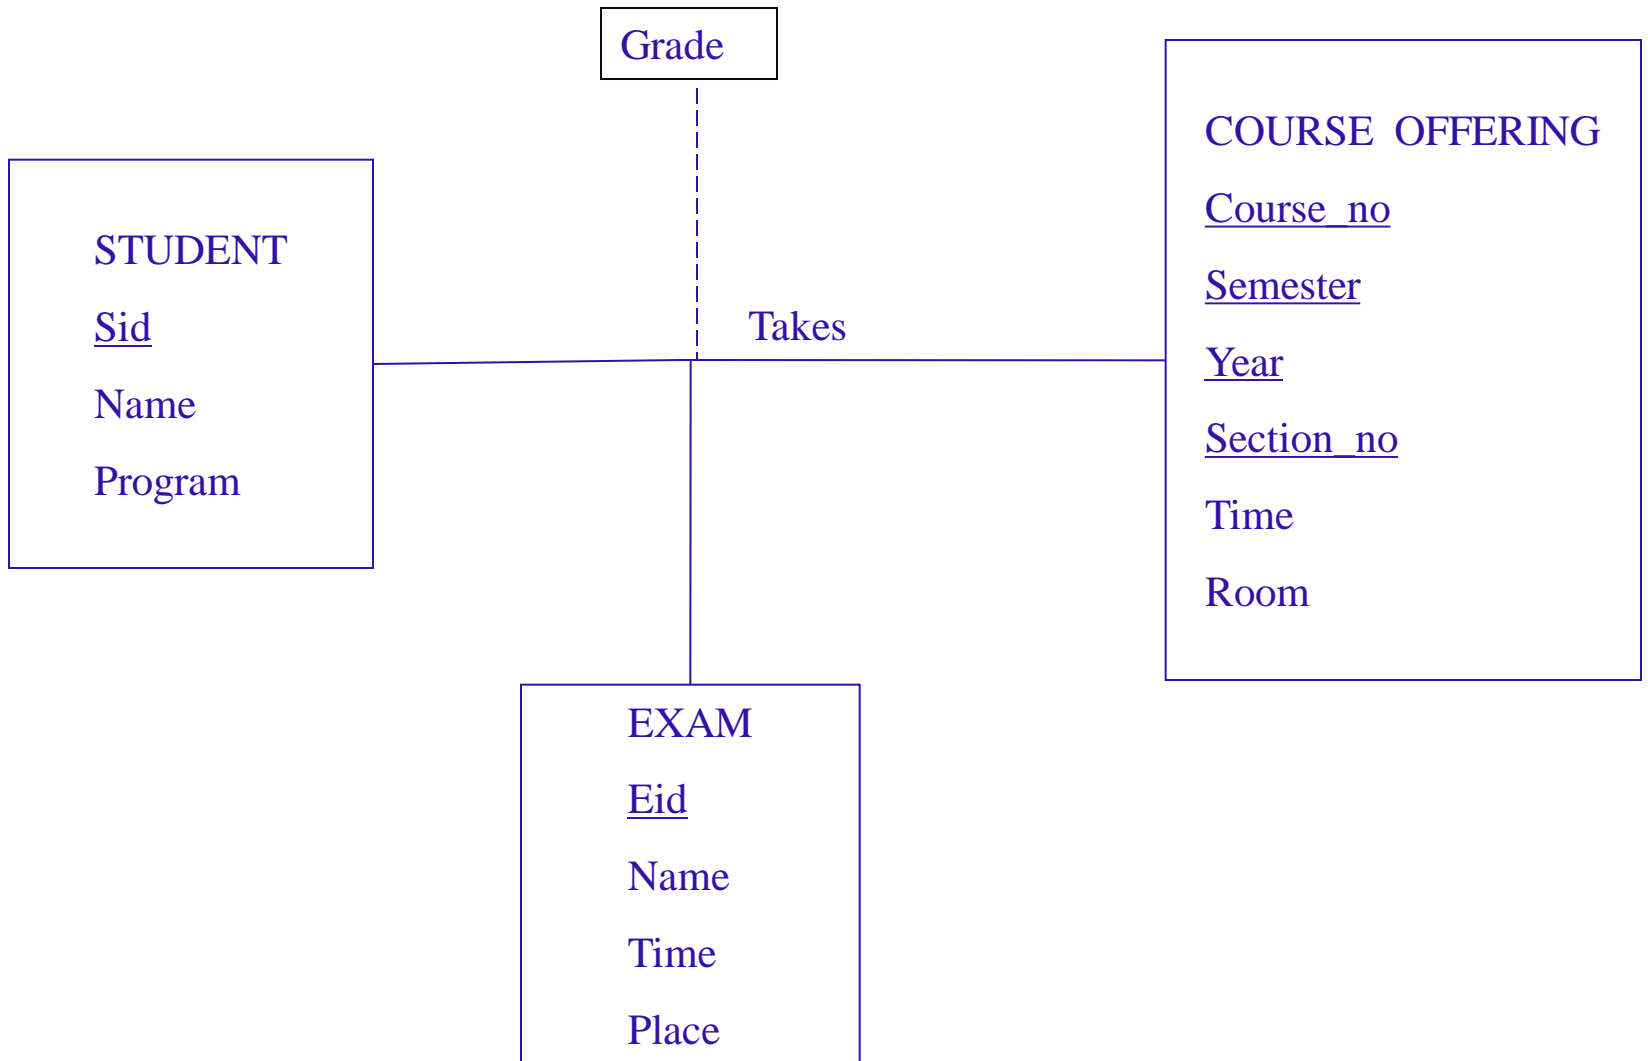 Grade
STUDENT
Sid
Name
Program
Takes
COURSE OFFERING
Course_no
Semester
Year
Section_no
Time
Room
EXAM
Eid
Name
Time
Place